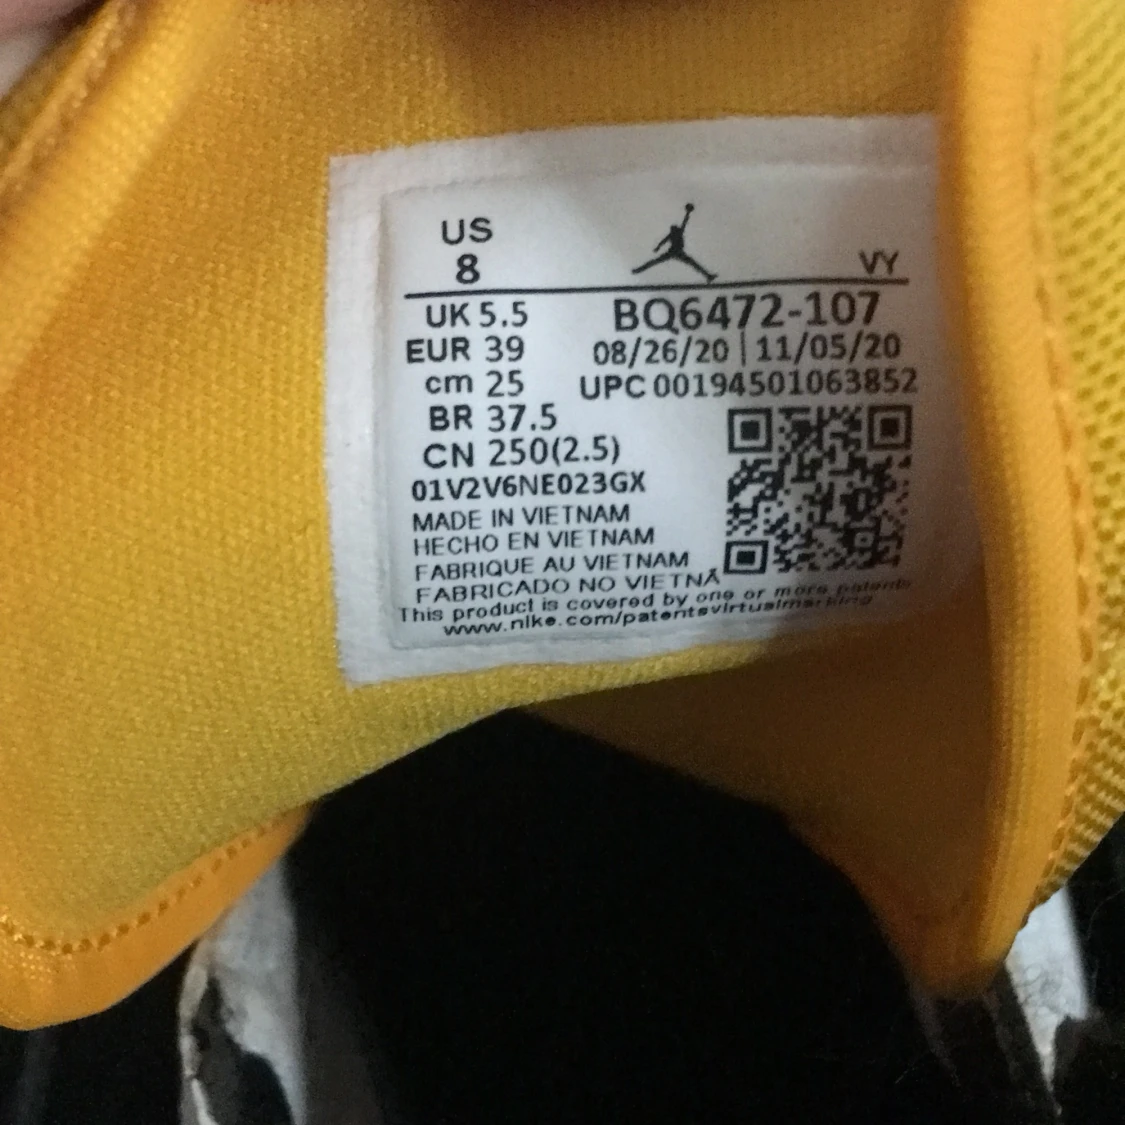 US
8
VY
UK 5.5
BQ6472-107
EUR 39
08/26/20 | 11/05/20
cm 25
UPC 00194501063852
BR 37.5
CN 250(2.5)
01V2V6NE023GX
MADE IN VIETNAM
HECHO EN VIETNAM
FABRIQUE AU VIETNAM
FABRICADO NO VIETNÃ
This product is covered by one or more patents
www.nike.com/patentsvirtualmarking